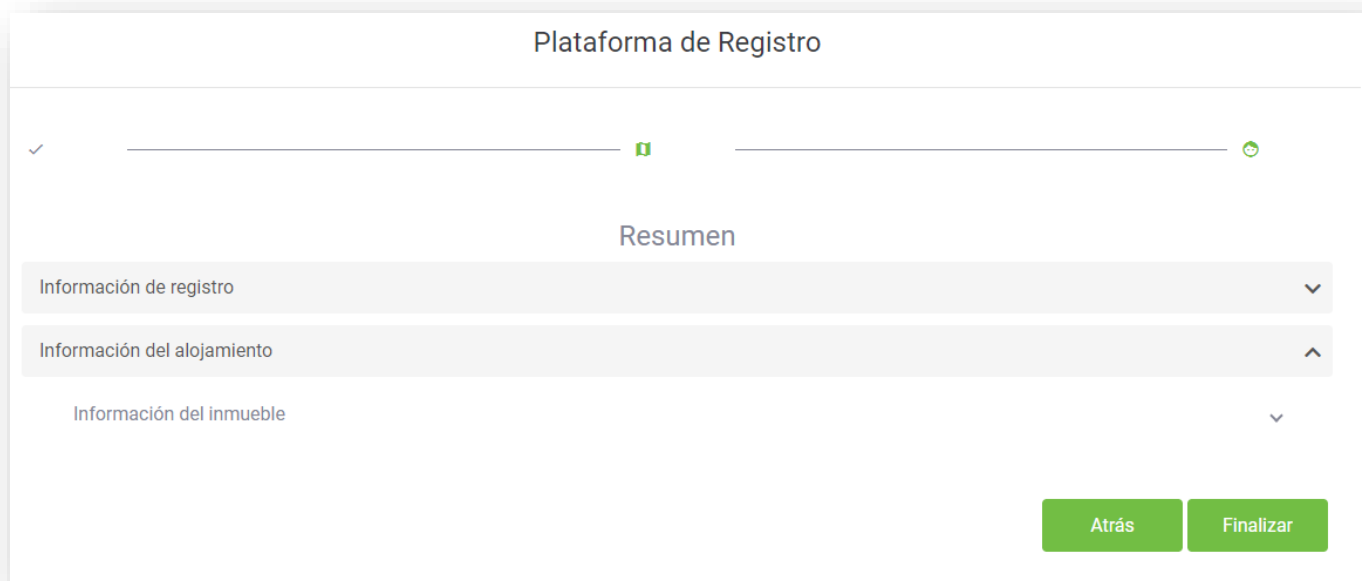 Plataforma de Registro
Resumen
Información de registro
Información del alojamiento
Información del inmueble
Atrás
Finalizar